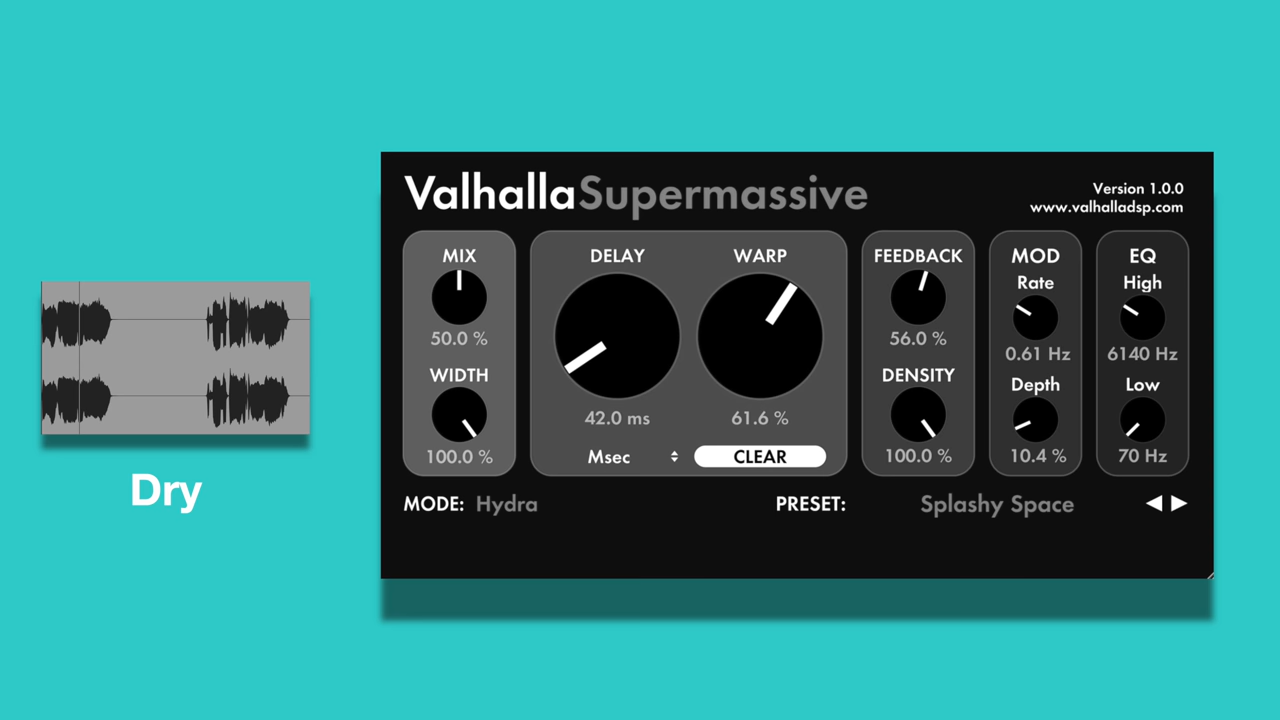 ValhallaSupermassive
Version 1.0.0
www.valhalladsp.com
MIX
50.0 %
WIDTH
100.0 %
DELAY
42.0 ms
Msec
WARP
61.6 %
CLEAR
FEEDBACK
56.0 %
DENSITY
100.0 %
MOD
Rate
0.61 Hz
Depth
10.4 %
EQ
High
6140 Hz
Low
70 Hz
MODE: Hydra
PRESET: Splashy Space
Dry